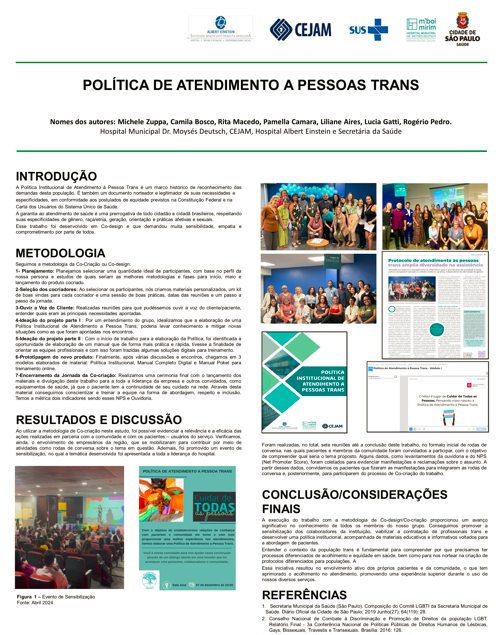 ALBERT EINSTEIN
CEJAM
SUS
m'boi
mirim
CIDADE DE
SÃO PAULO
SAÚDE
POLÍTICA DE ATENDIMENTO A PESSOAS TRANS
Nomes dos autores: Michele Zuppa, Camila Bosco, Rita Macedo, Pamella Camara, Liliane Aires, Lucia Gatti, Rogério Pedro.
Hospital Municipal Dr. Moysés Deutsch, CEJAM, Hospital Albert Einstein e Secretária da Saúde
INTRODUÇÃO
A Política Institucional de Atendimento à Pessoa Trans é um marco histórico de reconhecimento das
demandas desta população. É também um documento norteador e legitimador de suas necessidades e
especificidades, em conformidade aos postulados de equidade previstos na Constituição Federal e na
Carta dos Usuários do Sistema Único de Saúde.
A garantia ao atendimento de saúde é uma prerrogativa de todo cidadão e cidadã brasileiros, respeitando
suas especificidades de gênero, raça/etnia, geração, orientação e práticas afetivas e sexuais.
Esse trabalho foi desenvolvido em Co-design e que demandou muita sensibilidade, empatia e
comprometimento por parte de todos.
METODOLOGIA
Seguimos a metodologia da Co-Criação ou Co-design:
1- Planejamento: Planejamos selecionar uma quantidade ideal de participantes, com base no perfil da
nossa persona e estudos de quais seriam as melhores metodologias e fases para início, meio e
lançamento do produto cocriado.
2-Seleção dos cocriadores: Ao selecionar os participantes, nós criamos materiais personalizados, um kit
de boas vindas para cada cocriador e uma sessão de boas práticas, datas das reuniões e um passo a
passo da jornada.
3-Ouvir a Voz do Cliente: Realizadas reuniões para que pudéssemos ouvir a voz do cliente/paciente,
entender quais eram as principais necessidades apontadas.
4-Ideação do projeto parte I : Por um entendimento do grupo, idealizamos que a elaboração de uma
Política Institucional de Atendimento a Pessoa Trans, poderia levar conhecimento e mitigar novas
situações como as que foram apontadas nos encontros.
5-Ideação do projeto parte II : Com o início de trabalho para a elaboração da Política, foi identificada a
oportunidade de elaboração de um manual que de forma mais prática e rápida, tivesse a finalidade de
orientar as equipes profissionais e com isso foram trazidas algumas soluções digitais para treinamento.
6-Prototipagem do novo produto: Finalmente, após várias discussões e encontros, chegamos em 3
modelos elaborados de material: Política Institucional, Manual Completo Digital e Manual Poket para
treinamento online.
7-Encerramento da Jornada da Co-criação: Realizamos uma cerimônia final com o lançamento dos
materiais e divulgação deste trabalho para a toda a liderança da empresa e outros convidados, como
equipamentos de saúde, já que o paciente tem a continuidade de seu cuidado na rede. Através deste
material conseguimos conscientizar e treinar a equipe na forma de abordagem, respeito e inclusão.
Temos a métrica dos indicadores nas bases NPS e Ouvidoria.
RESULTADOS E DISCUSSÃO
Ao utilizar a metodologia de Co-criação neste estudo, foi possível evidenciar a relevância e a eficácia das
ações realizadas em parceria com a comunidade e com os pacientes – usuários do serviço. Verificamos,
ainda, o envolvimento de empresários da região, que se mobilizaram para contribuir por meio de
atividades como rodas de conversa sobre o tema em questão. Ademais, foi promovido um evento de
sensibilização, no qual a temática desenvolvida foi apresentada a toda a liderança do hospital.
POLÍTICA DE ATENDIMENTO À PESSOAS TRANS
Cuidar de
TODAS
Figura 1 – Evento de Sensibilização
Fonte: Abril 2024.
Protocolo de atendimento às pessoas
trans amplia diversidade na assistência
POLÍTICA
INSTITUCIONAL DE
ATENDIMENTO A
PESSOAS TRANS
CEJAM
Foram realizadas, no total, sete reuniões até a conclusão deste trabalho, no formato inicial de rodas de
conversa, nas quais pacientes e membros da comunidade foram convidados a participar, com o objetivo
de compreender qual seria o tema proposto. Alguns dados, como levantamentos da ouvidoria e do NPS
(Net Promoter Score), foram coletados para evidenciar manifestações e reclamações sobre o assunto. A
partir desses dados, convidamos os pacientes que fizeram as manifestações para integrarem as rodas de
conversa e, posteriormente, para participarem do processo de Co-criação do trabalho.
CONCLUSÃO/CONSIDERAÇÕES
FINAIS
A execução do trabalho com a metodologia de Co-design/Co-criação proporcionou um avanço
significativo no conhecimento de todos os membros do nosso grupo. Conseguimos promover a
sensibilização dos colaboradores da instituição, viabilizar a contratação de profissionais trans e
desenvolver uma política institucional, acompanhada de materiais educativos e informativos voltados para
a abordagem de pacientes.
Entender o contexto da população trans é fundamental para compreender por que precisamos ter
processos diferenciados de acolhimento e equidade em saúde, bem como para nos nortear na criação de
protocolos diferenciados para populações. A
Essa iniciativa resultou no envolvimento ativo dos próprios pacientes e da comunidade, o que tem
aprimorado o acolhimento no atendimento, promovendo uma experiência superior durante o uso de
nossos diversos serviços.
REFERÊNCIAS
1. Secretaria Municipal da Saúde (São Paulo). Composição do Comitê LGBTI da Secretaria Municipal de
Saúde. Diário Oficial da Cidade de São Paulo; 2019 Junho(27); 64(119): 28.
2. Conselho Nacional de Combate à Discriminação e Promoção de Direitos da população LGBT.
Relatório Final - 3a Conferência Nacional de Políticas Públicas de Direitos Humanos de Lésbicas,
Gays, Bissexuais, Travestis e Transexuais. Brasília. 2016: 126.